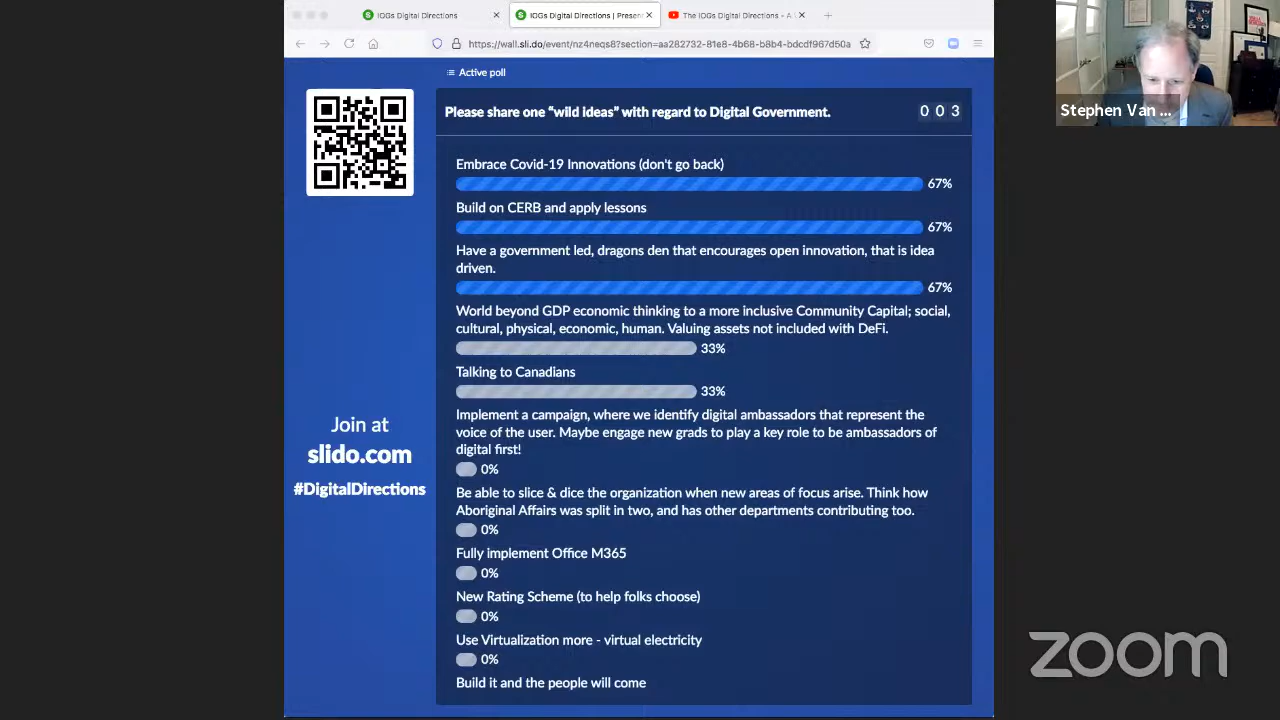 IOGs Digital Directions
IOGs Digital Directions | Presen
The IOGs Digital Directions - A
https://wall.sli.do/event/nz4neqs8?section=aa282732-81e8-4b68-b8b4-bdcdf967d50a
Active poll
Please share one “wild ideas” with regard to Digital Government.
0 0 3
Embrace Covid-19 Innovations (don't go back)
67%
Build on CERB and apply lessons
67%
Have a government led, dragons den that encourages open innovation, that is idea
driven.
67%
World beyond GDP economic thinking to a more inclusive Community Capital; social,
cultural, physical, economic, human. Valuing assets not included with DeFi.
33%
Talking to Canadians
33%
Implement a campaign, where we identify digital ambassadors that represent the
voice of the user. Maybe engage new grads to play a key role to be ambassadors of
digital first!
0%
Be able to slice & dice the organization when new areas of focus arise. Think how
Aboriginal Affairs was split in two, and has other departments contributing too.
0%
Fully implement Office M365
0%
New Rating Scheme (to help folks choose)
0%
Use Virtualization more - virtual electricity
0%
Build it and the people will come
Join at
slido.com
#DigitalDirections
Stephen Van ...
zoom